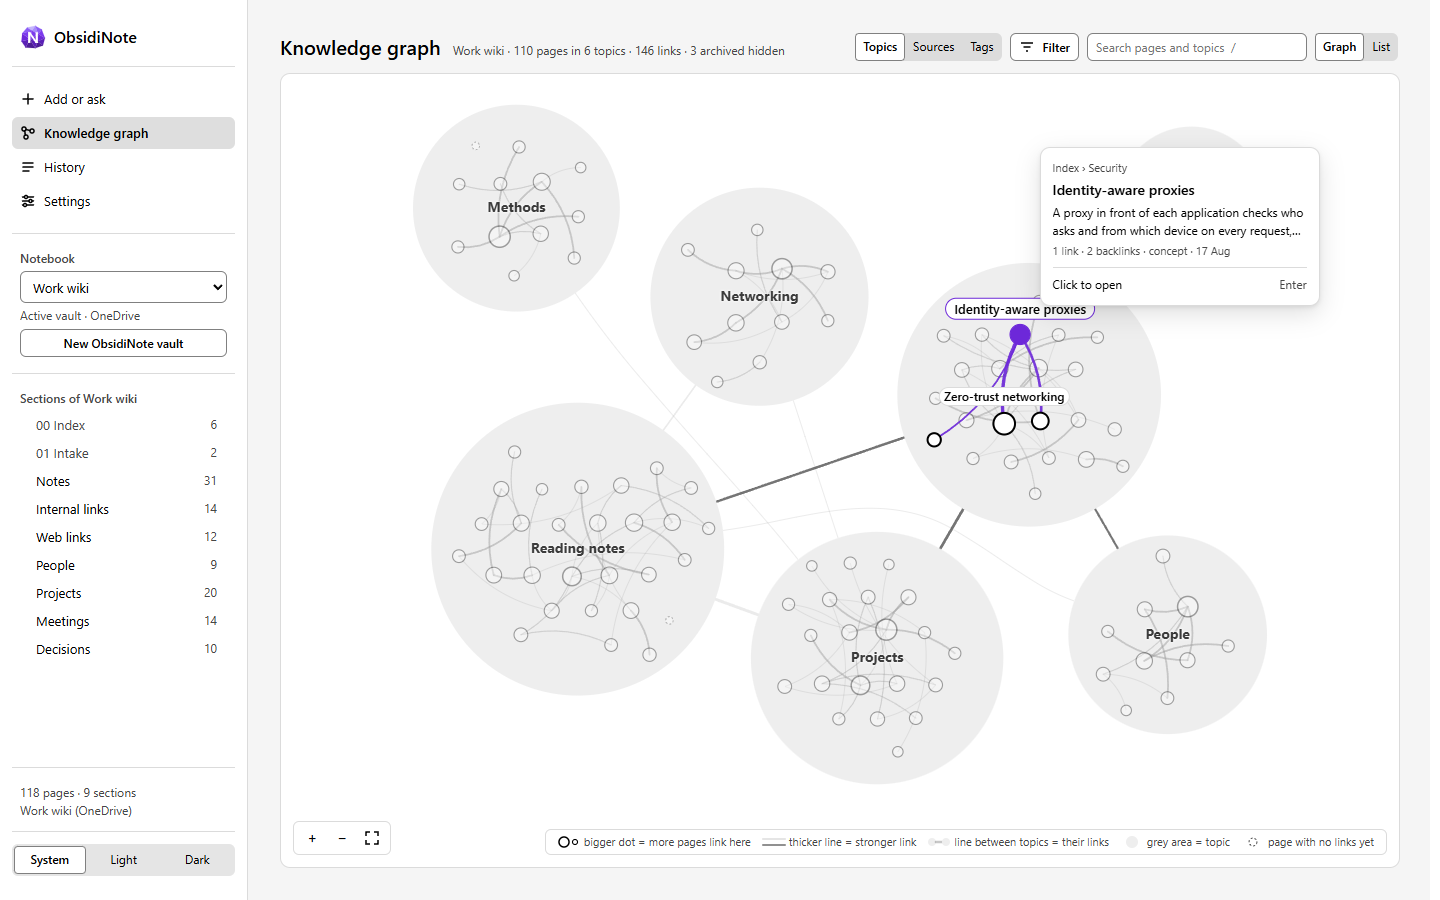 ObsidiNote
Add or ask
Knowledge graph
History
Settings
Notebook
Work wiki
Active vault · OneDrive
New ObsidiNote vault
Sections of Work wiki
00 Index 6
01 Intake 2
Notes 31
Internal links 14
Web links 12
People 9
Projects 20
Meetings 14
Decisions 10
118 pages · 9 sections
Work wiki (OneDrive)
System Light Dark
Knowledge graph Work wiki · 110 pages in 6 topics · 146 links · 3 archived hidden
Topics Sources Tags Filter Search pages and topics / Graph List
Methods
Networking
Index › Security
Identity-aware proxies
A proxy in front of each application checks who
asks and from which device on every request,...
1 link · 2 backlinks · concept · 17 Aug
Click to open Enter
Identity-aware proxies
Zero-trust networking
Reading notes
Projects
People
+ −
bigger dot = more pages link here thicker line = stronger link line between topics = their links grey area = topic page with no links yet